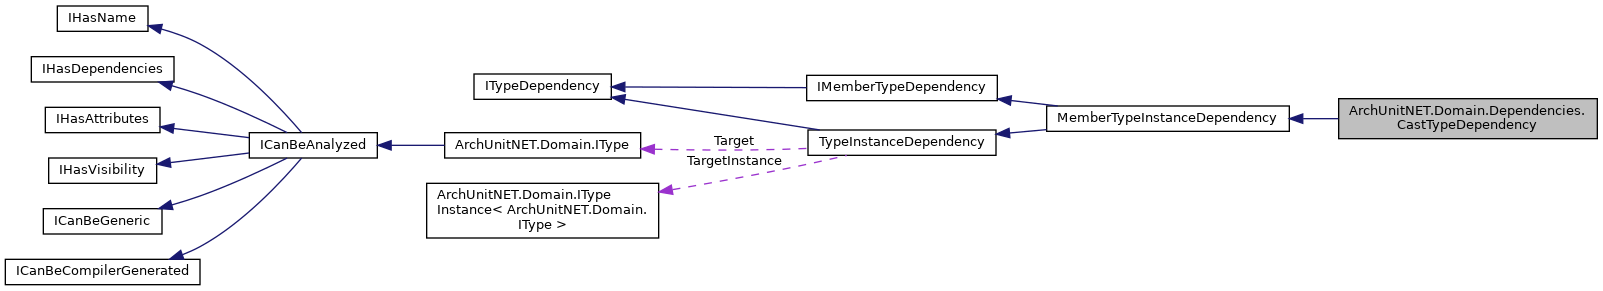 IHasName
IHasDependencies
IHasAttributes
IHasVisibility
ICanBeGeneric
ICanBeCompilerGenerated
ICanBeAnalyzed
ITypeDependency
ArchUnitNET.Domain.IType
ArchUnitNET.Domain.IType
Instance< ArchUnitNET.Domain.
IType >
Target
TargetInstance
IMemberTypeDependency
TypeInstanceDependency
MemberTypeInstanceDependency
ArchUnitNET.Domain.Dependencies.
CastTypeDependency